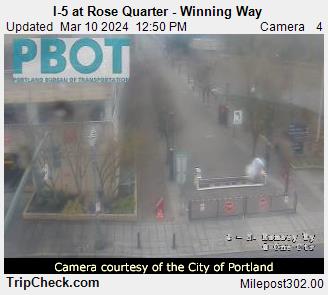 I-5 at Rose Quarter - Winning Way
Updated Mar 10 2024 12:50 PM Camera 4
PBOT
PORTLAND BUREAU OF TRANSPORTATION
Camera courtesy of the City of Portland
TripCheck.com Milepost302.00